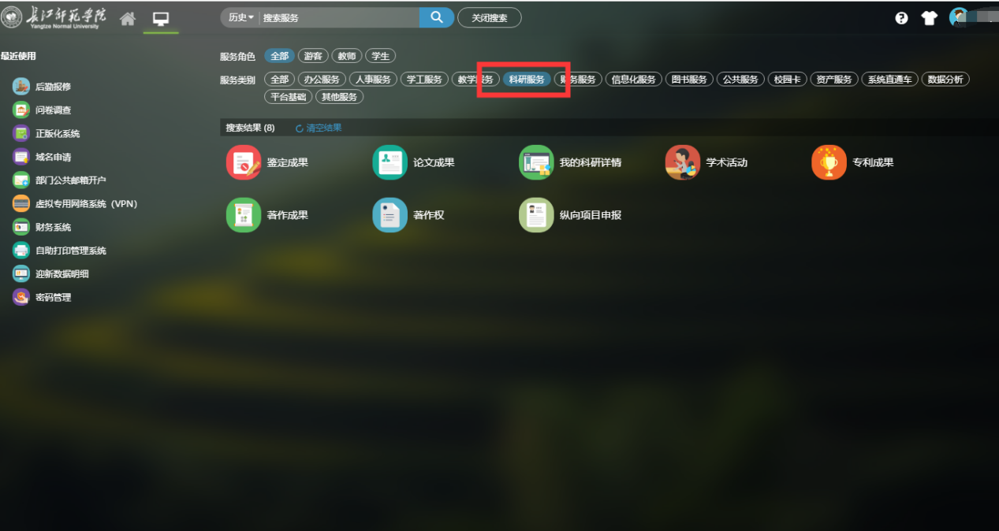 长江师范学院
Yangtze Normal University
历史 搜索服务 关闭搜索
最近使用
后勤报修
问卷调查
正版化系统
域名申请
部门公共邮箱开户
虚拟专用网络系统（VPN）
财务系统
自助打印管理系统
迎新数据明细
密码管理
服务角色 全部 游客 教师 学生
服务类别 全部 办公服务 人事服务 学工服务 教学服务 科研服务 财务服务 信息化服务 图书服务 公共服务 校园卡 资产服务 系统直通车 数据分析
平台基础 其他服务
搜索结果 (8) 清空结果
鉴定成果 论文成果 我的科研详情 学术活动 专利成果
著作成果 著作权 纵向项目申报